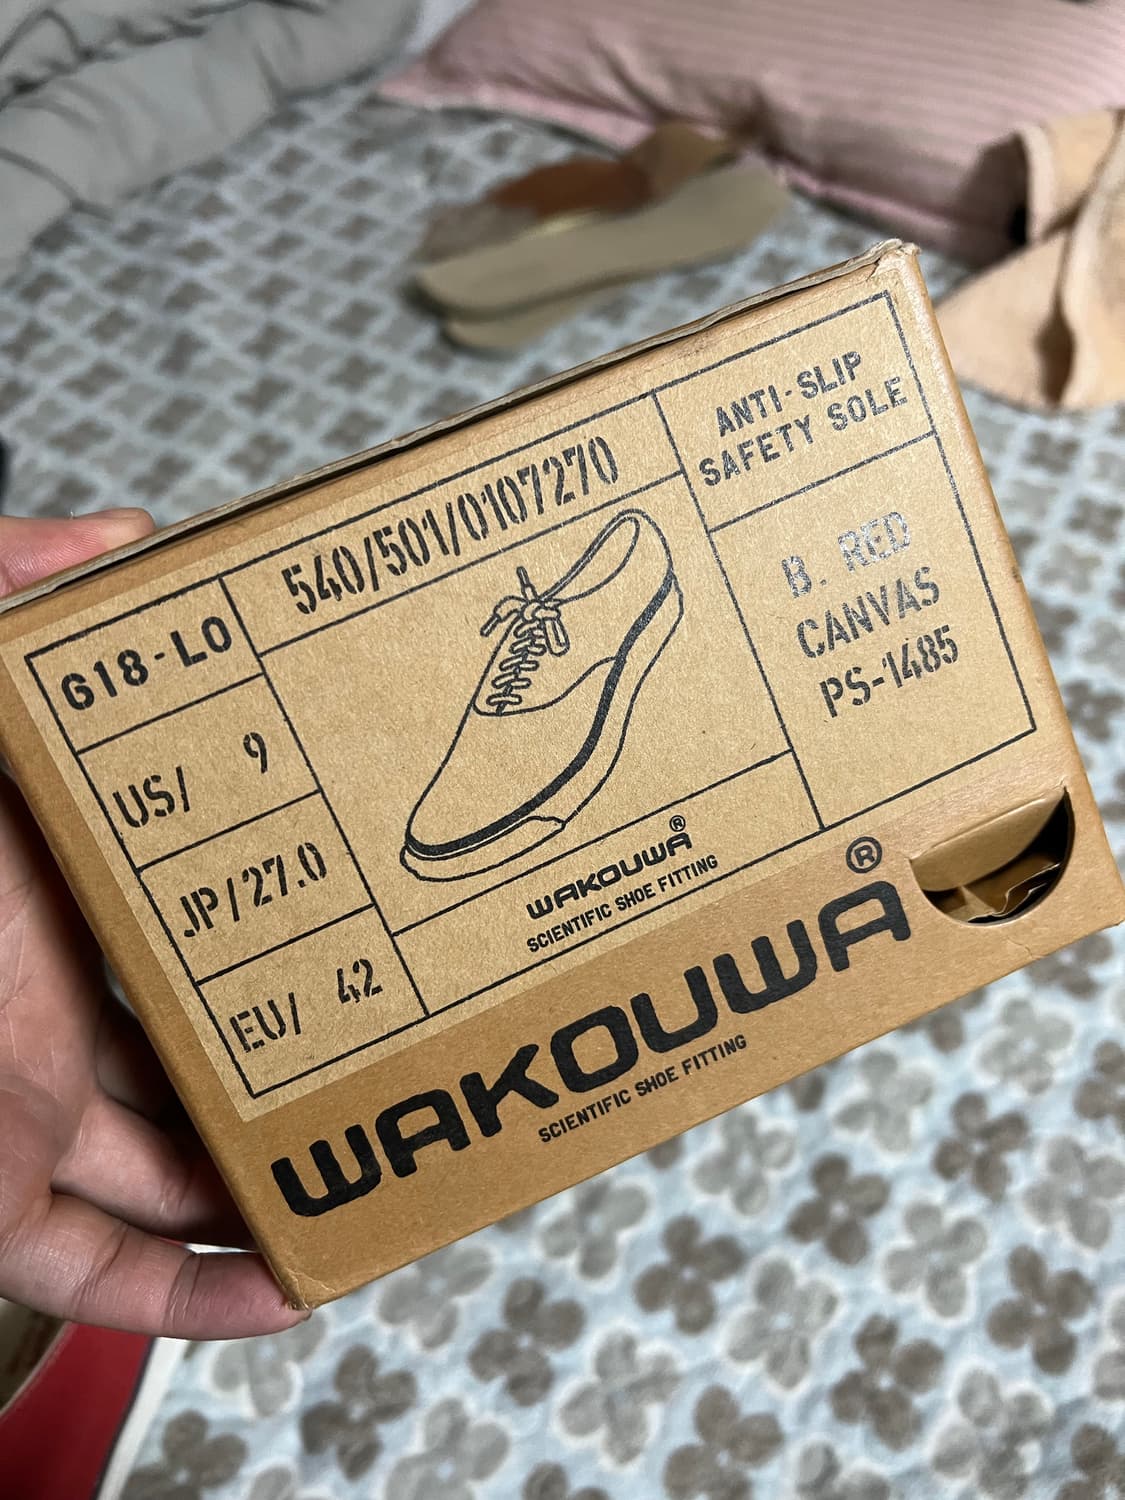 540/501/0107270
ANTI-SLIP
SAFETY SOLE
618-LO
US/ 9
JP/27.0
EU/ 42
B. RED
CANVAS
PS-1485
WAKOUWA®
SCIENTIFIC SHOE FITTING
WAKOUWA®
SCIENTIFIC SHOE FITTING